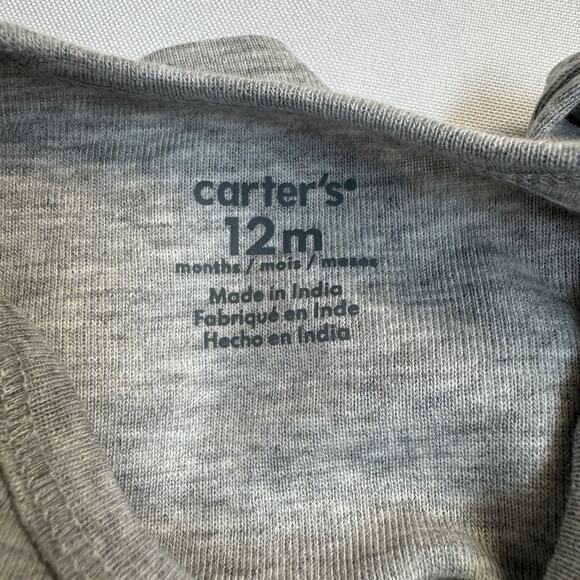 carter's
12m
months / mois / meses
Made in India
Fabriqué en Inde
Hecho en India